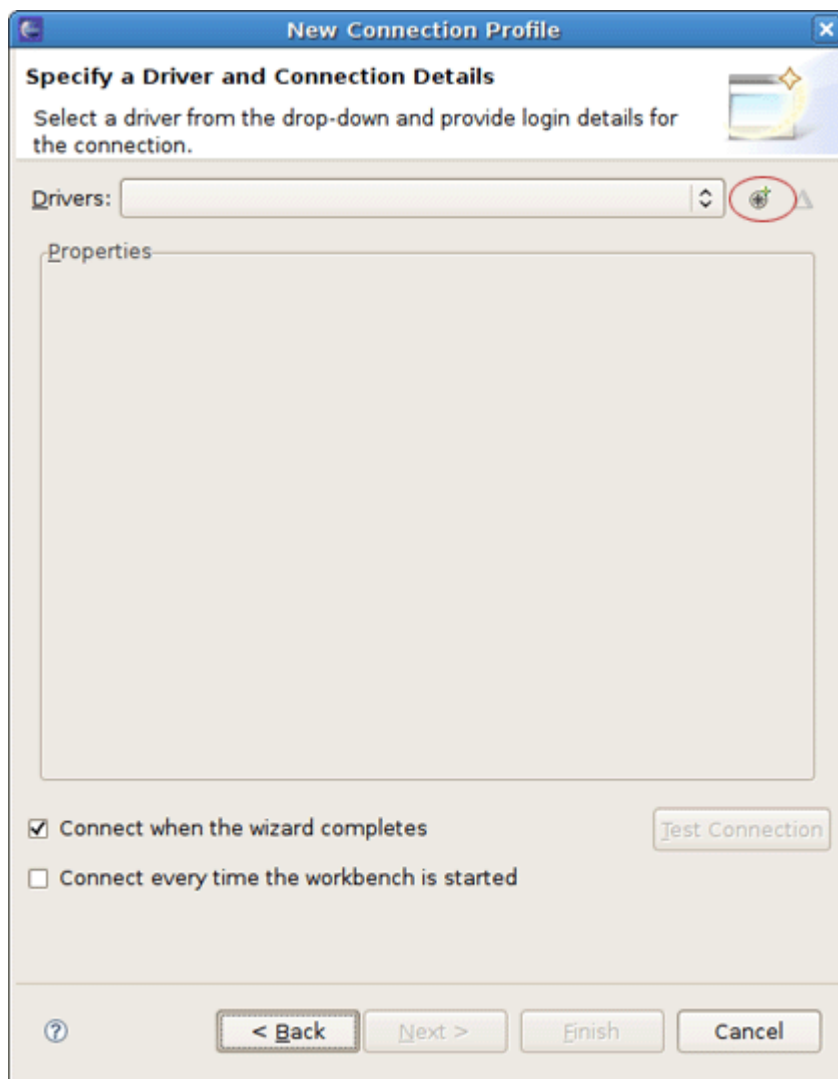 New Connection Profile
Specify a Driver and Connection Details
Select a driver from the drop-down and provide login details for
the connection.
Drivers:
Properties
Connect when the wizard completes
Test Connection
Connect every time the workbench is started
?
< Back
Next >
Finish
Cancel